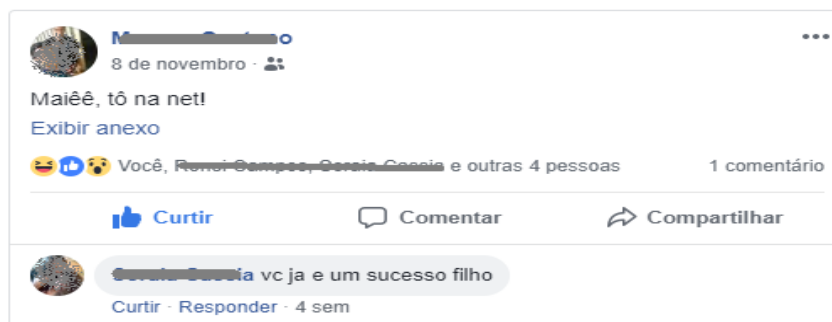 8 de novembro ·
Maiêê, tô na net!
Exibir anexo
Você, e outras 4 pessoas 1 comentário
Curtir Comentar Compartilhar
vc ja e um sucesso filho
Curtir · Responder · 4 sem